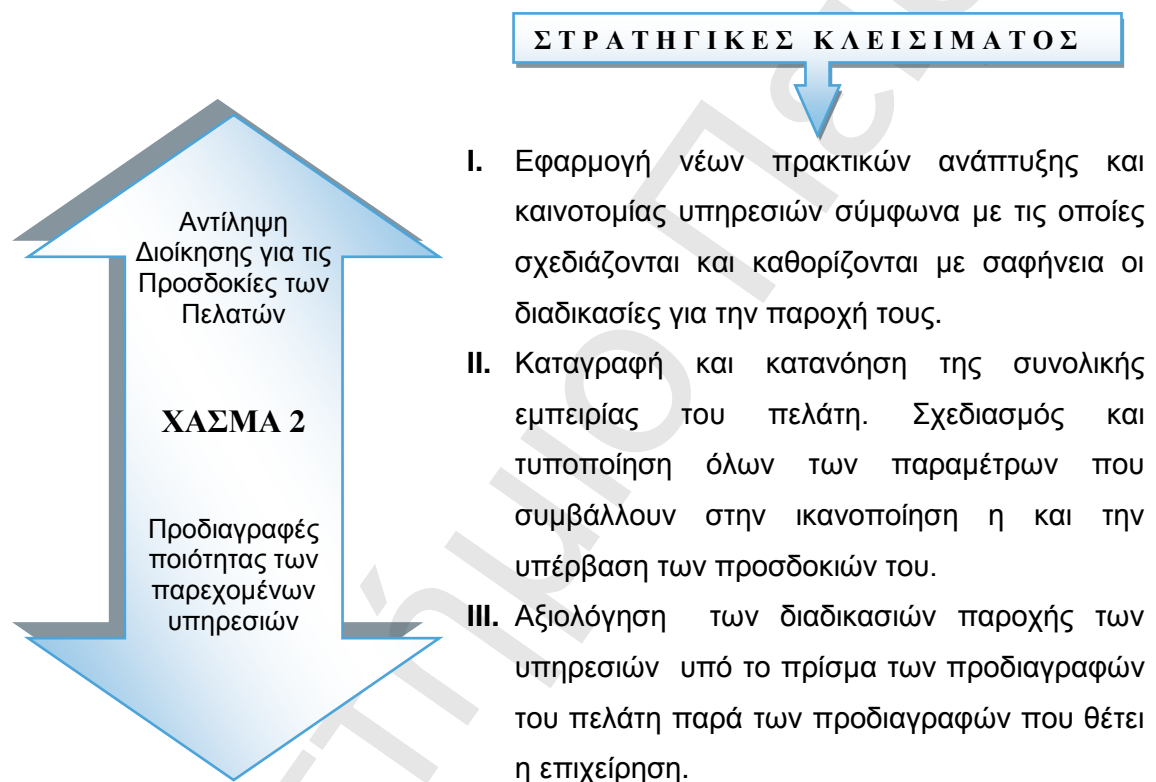 ΣΤΡΑΤΗΓΙΚΕΣ ΚΛΕΙΣΙΜΑΤΟΣ
Αντίληψη
Διοίκησης για τις
Προσδοκίες των
Πελατών
ΧΑΣΜΑ 2
Προδιαγραφές
ποιότητας των
παρεχομένων
υπηρεσιών
I. Εφαρμογή νέων πρακτικών ανάπτυξης και
καινοτομίας υπηρεσιών σύμφωνα με τις οποίες
σχεδιάζονται και καθορίζονται με σαφήνεια οι
διαδικασίες για την παροχή τους.
II. Καταγραφή και κατανόηση της συνολικής
εμπειρίας του πελάτη. Σχεδιασμός και
τυποποίηση όλων των παραμέτρων που
συμβάλλουν στην ικανοποίηση η και την
υπέρβαση των προσδοκιών του.
III. Αξιολόγηση των διαδικασιών παροχής των
υπηρεσιών υπό το πρίσμα των προδιαγραφών
του πελάτη παρά των προδιαγραφών που θέτει
η επιχείρηση.